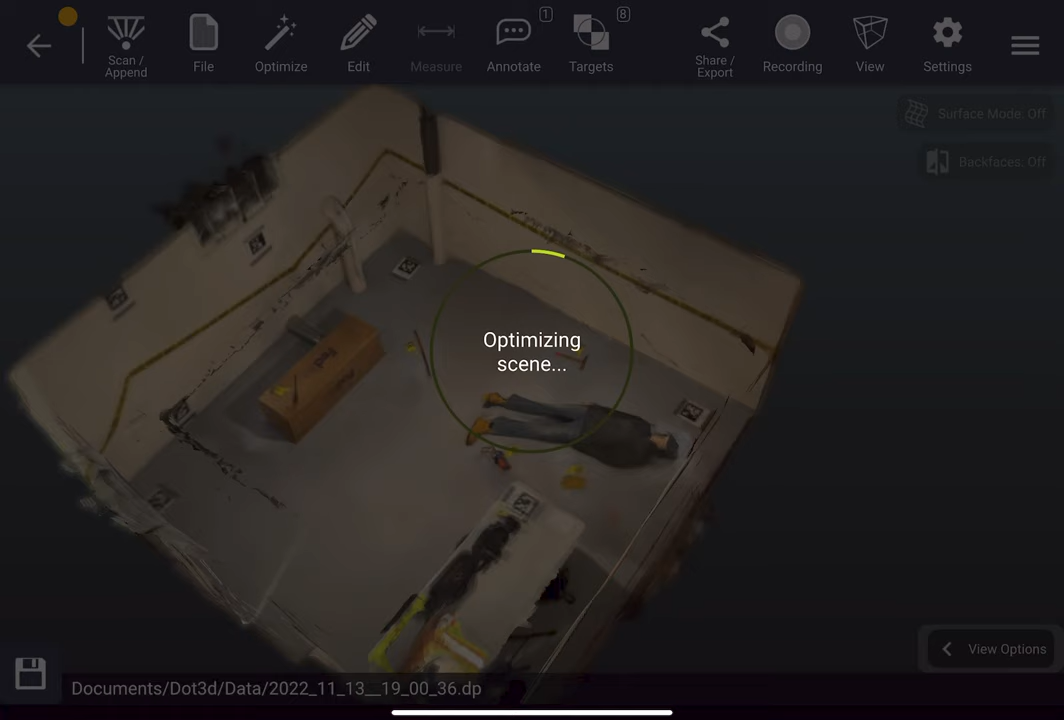 1
8
Scan /
Append
File
Optimize
Edit
Measure
Annotate
Targets
Share /
Export
Recording
View
Settings
Surface Mode: Off
Backfaces: Off
Optimizing
scene...
View Options
Documents/Dot3d/Data/2022_11_13__19_00_36.dp